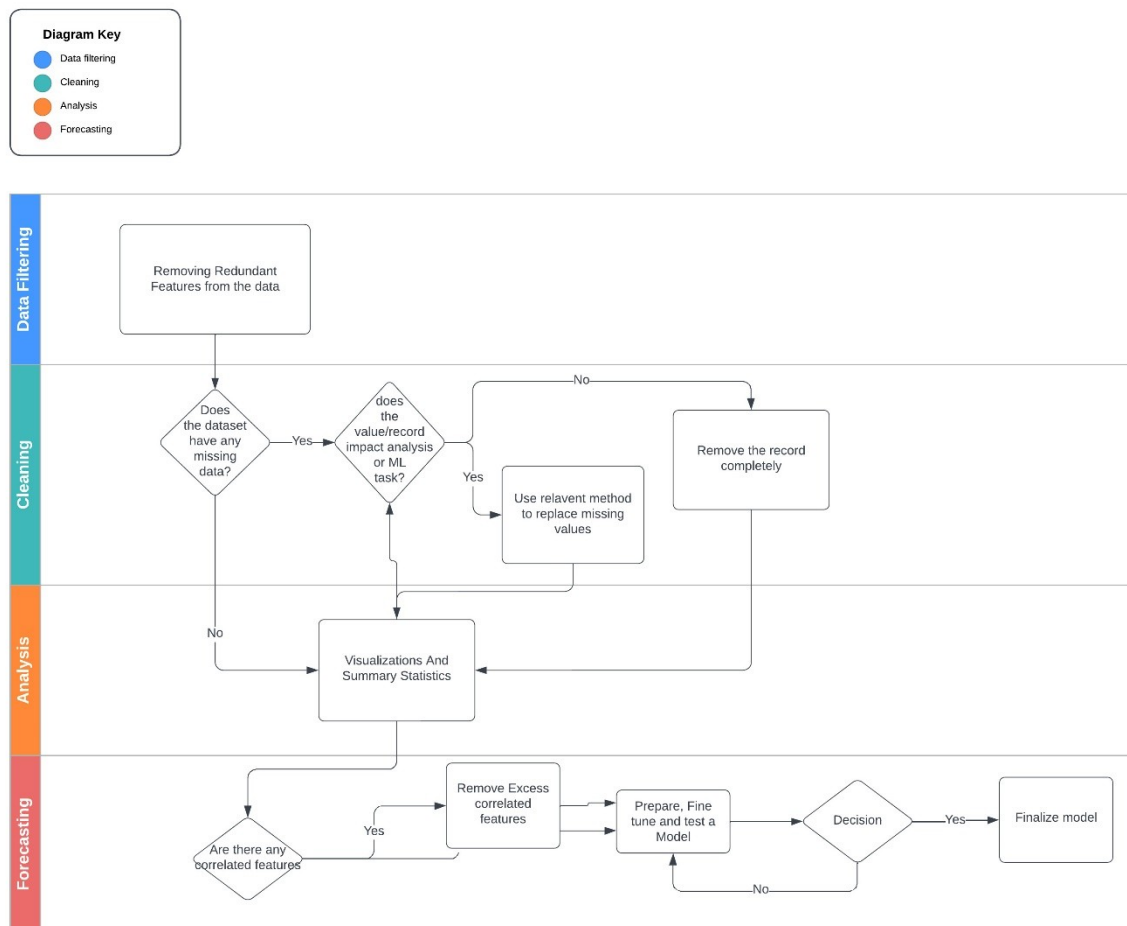 Diagram Key
Data filtering
Cleaning
Analysis
Forecasting
Data Filtering
Removing Redundant
Features from the data
Cleaning
Does
the dataset
have any
missing
data?
Yes
does
the
value/record
impact analysis
or ML
task?
No
Yes
Use relavent method
to replace missing
values
Remove the record
completely
Analysis
No
Visualizations And
Summary Statistics
Forecasting
Are there any
correlated features
Yes
Remove Excess
correlated
features
Prepare, Fine
tune and test a
Model
Decision
Yes
No
Finalize model